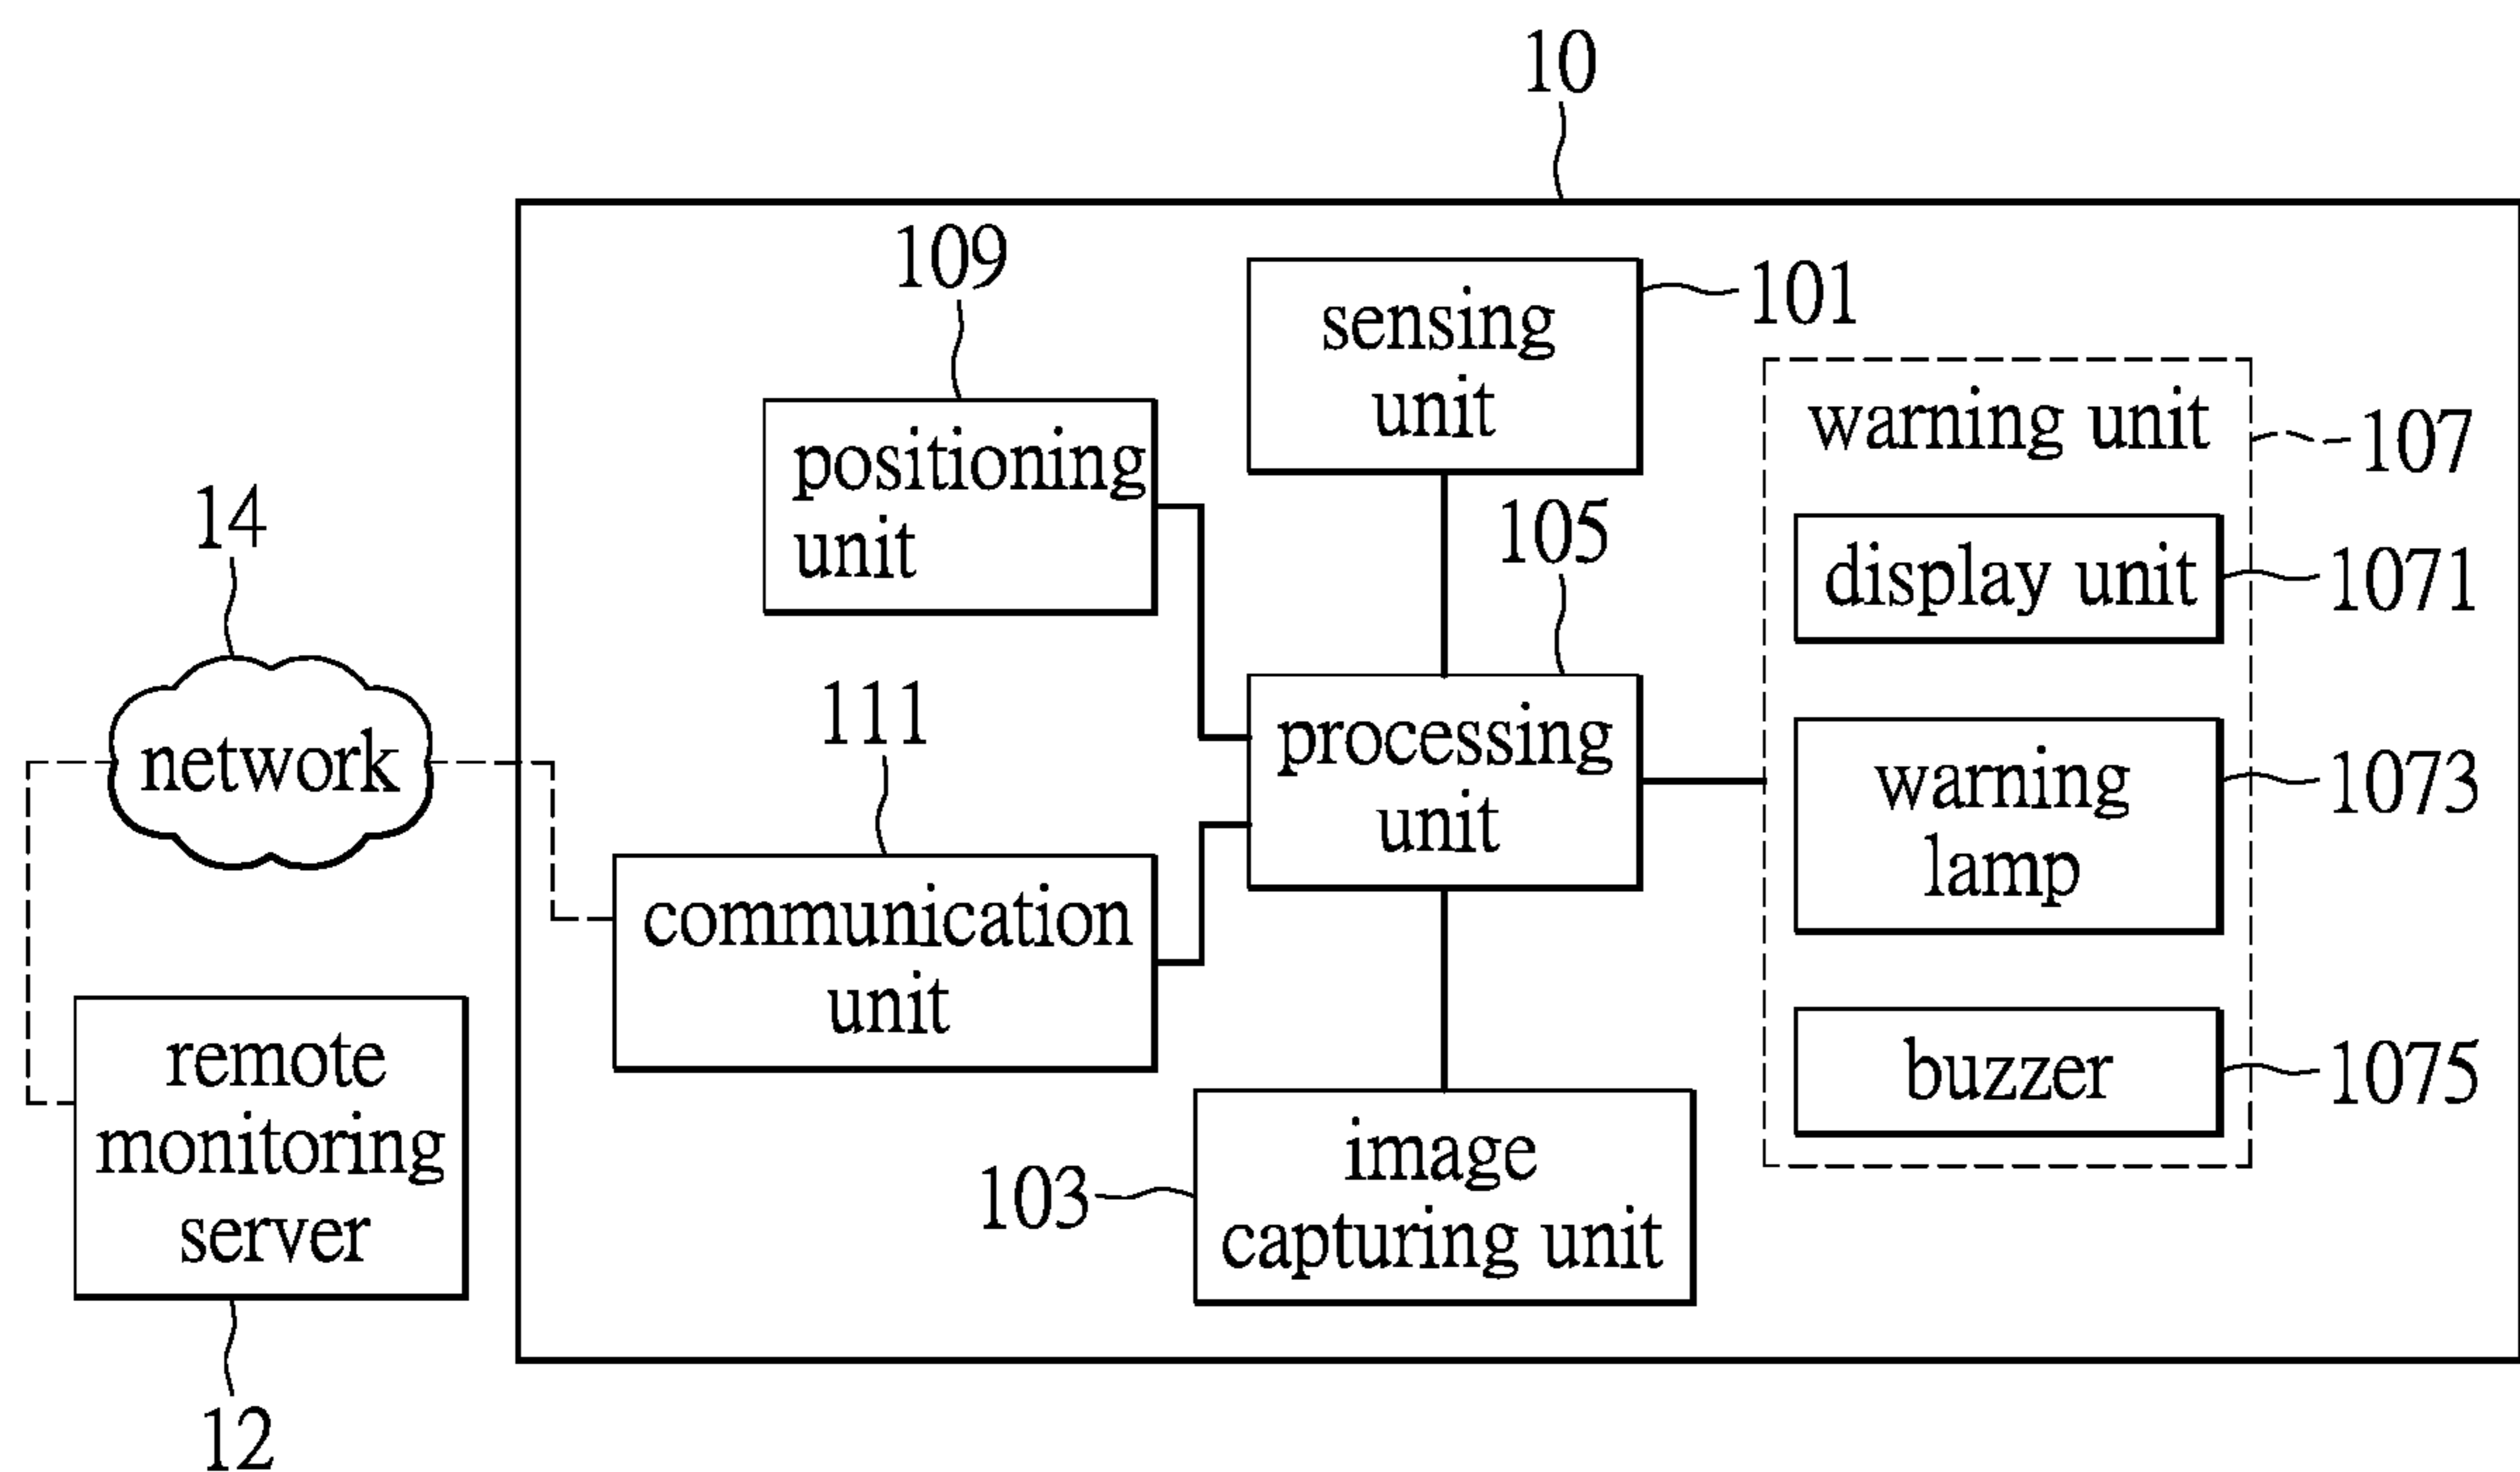 10
109
positioning
unit
sensing
unit
101
warning unit
107
display unit
1071
warning
lamp
1073
buzzer
1075
105
processing
unit
14
network
111
communication
unit
remote
monitoring
server
12
image
capturing unit
103